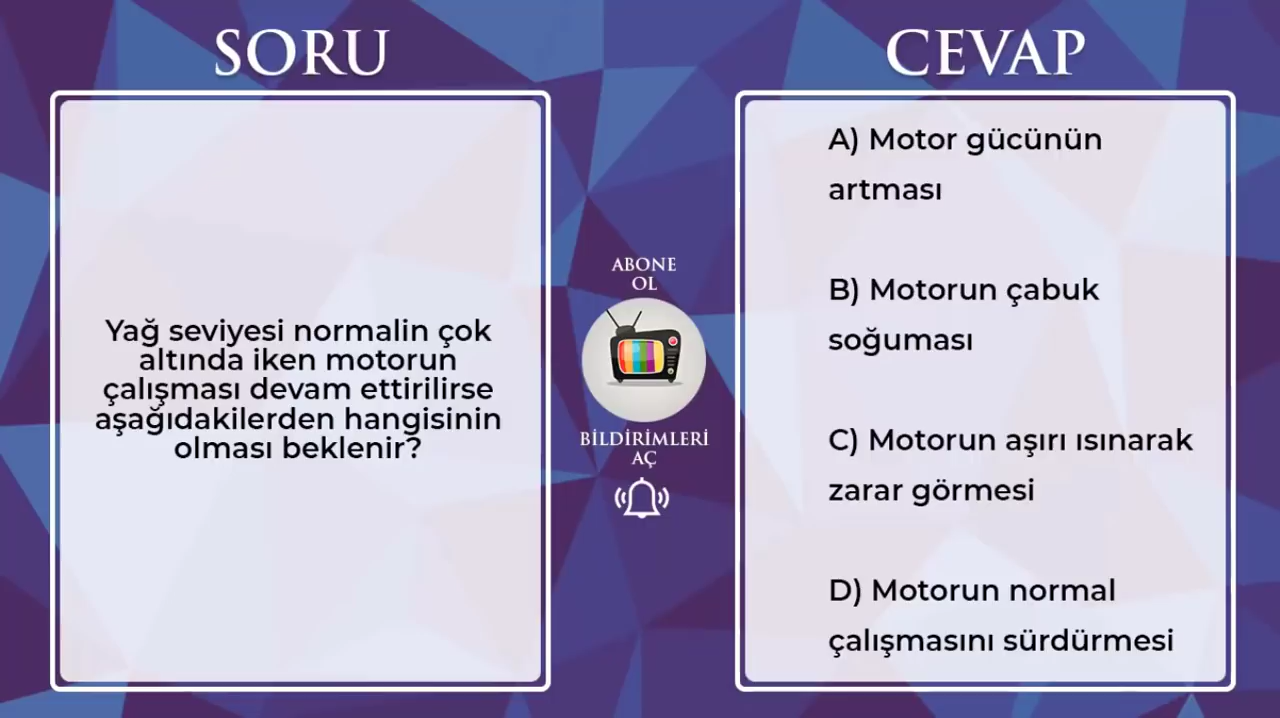 SORU
Yağ seviyesi normalin çok
altında iken motorun
çalışması devam ettirilirse
aşağıdakilerden hangisinin
olması beklenir?
ABONE
OL
BİLDİRİMLERİ
AÇ
CEVAP
A) Motor gücünün
artması
B) Motorun çabuk
soğuması
C) Motorun aşırı ısınarak
zarar görmesi
D) Motorun normal
çalışmasını sürdürmesi